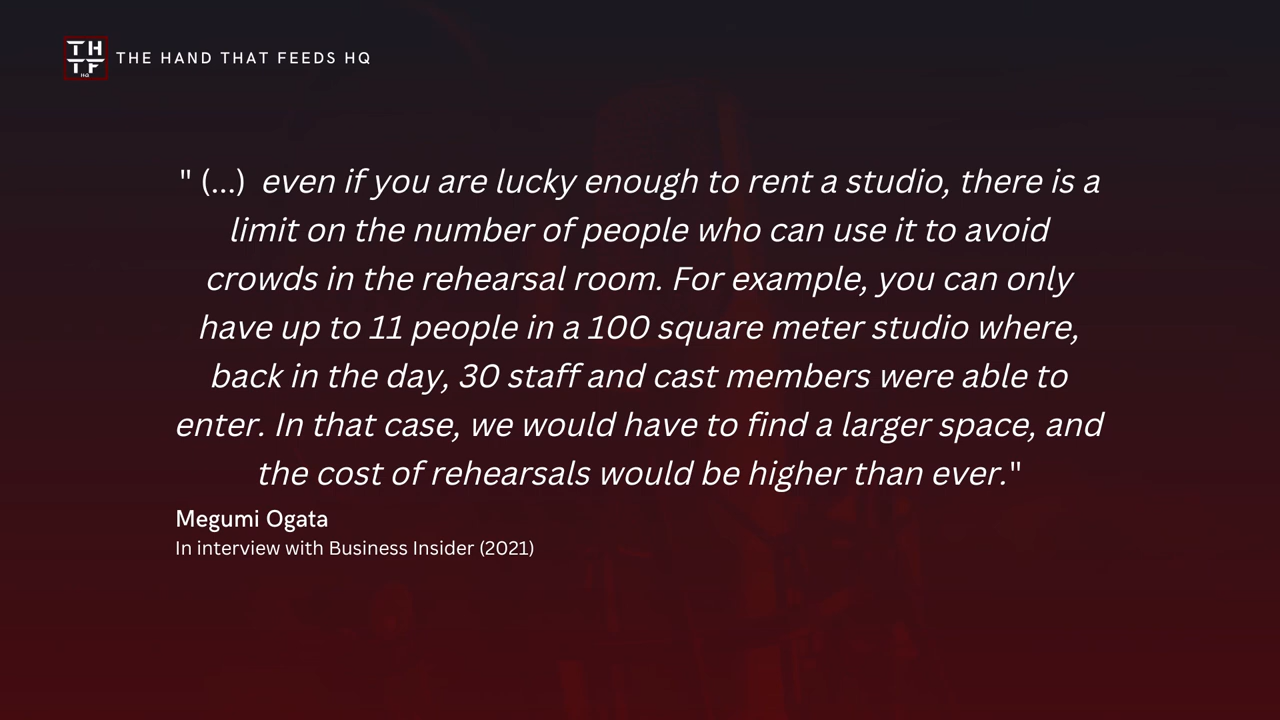 TH
TF
HQ
THE HAND THAT FEEDS HQ
" (...) even if you are lucky enough to rent a studio, there is a
limit on the number of people who can use it to avoid
crowds in the rehearsal room. For example, you can only
have up to 11 people in a 100 square meter studio where,
back in the day, 30 staff and cast members were able to
enter. In that case, we would have to find a larger space, and
the cost of rehearsals would be higher than ever."
Megumi Ogata
In interview with Business Insider (2021)